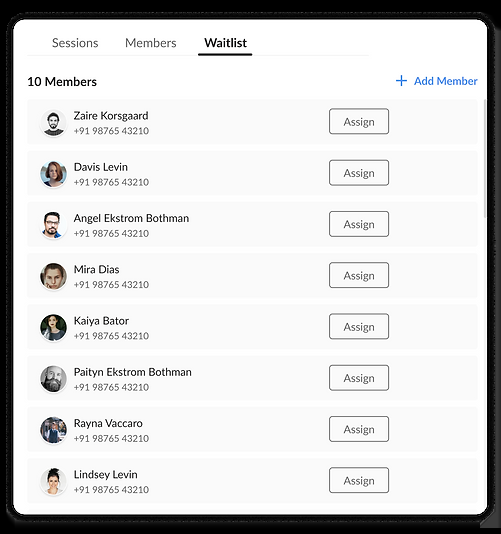 Sessions Members Waitlist
10 Members + Add Member
Zaire Korsgaard
+91 98765 43210
Assign
Davis Levin
+91 98765 43210
Assign
Angel Ekstrom Bothman
+91 98765 43210
Assign
Mira Dias
+91 98765 43210
Assign
Kaiya Bator
+91 98765 43210
Assign
Paityn Ekstrom Bothman
+91 98765 43210
Assign
Rayna Vaccaro
+91 98765 43210
Assign
Lindsey Levin
+91 98765 43210
Assign